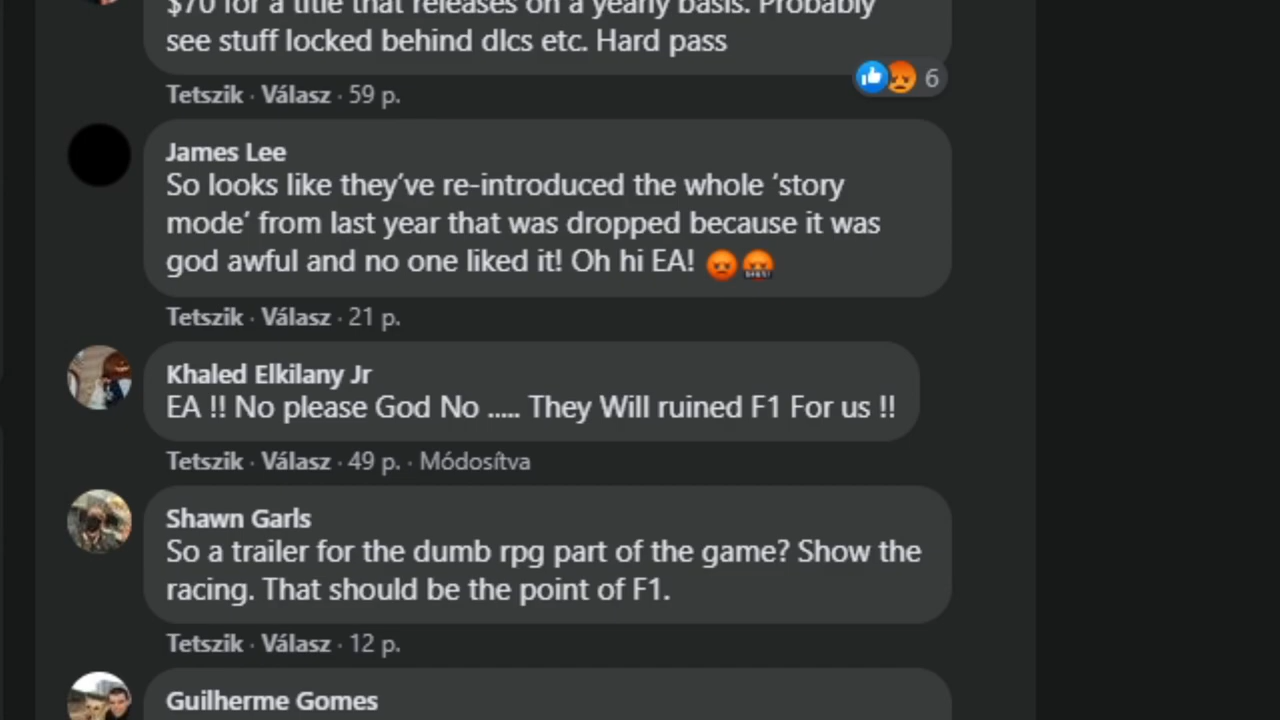 $70 for a title that releases on a yearly basis. Probably
see stuff locked behind dlcs etc. Hard pass
6
Tetszik · Válasz · 59 p.
James Lee
So looks like they've re-introduced the whole 'story
mode' from last year that was dropped because it was
god awful and no one liked it! Oh hi EA! 😡🤬
Tetszik · Válasz · 21 p.
Khaled Elkilany Jr
EA !! No please God No ..... They Will ruined F1 For us !!
Tetszik · Válasz · 49 p. · Módosítva
Shawn Garls
So a trailer for the dumb rpg part of the game? Show the
racing. That should be the point of F1.
Tetszik · Válasz · 12 p.
Guilherme Gomes